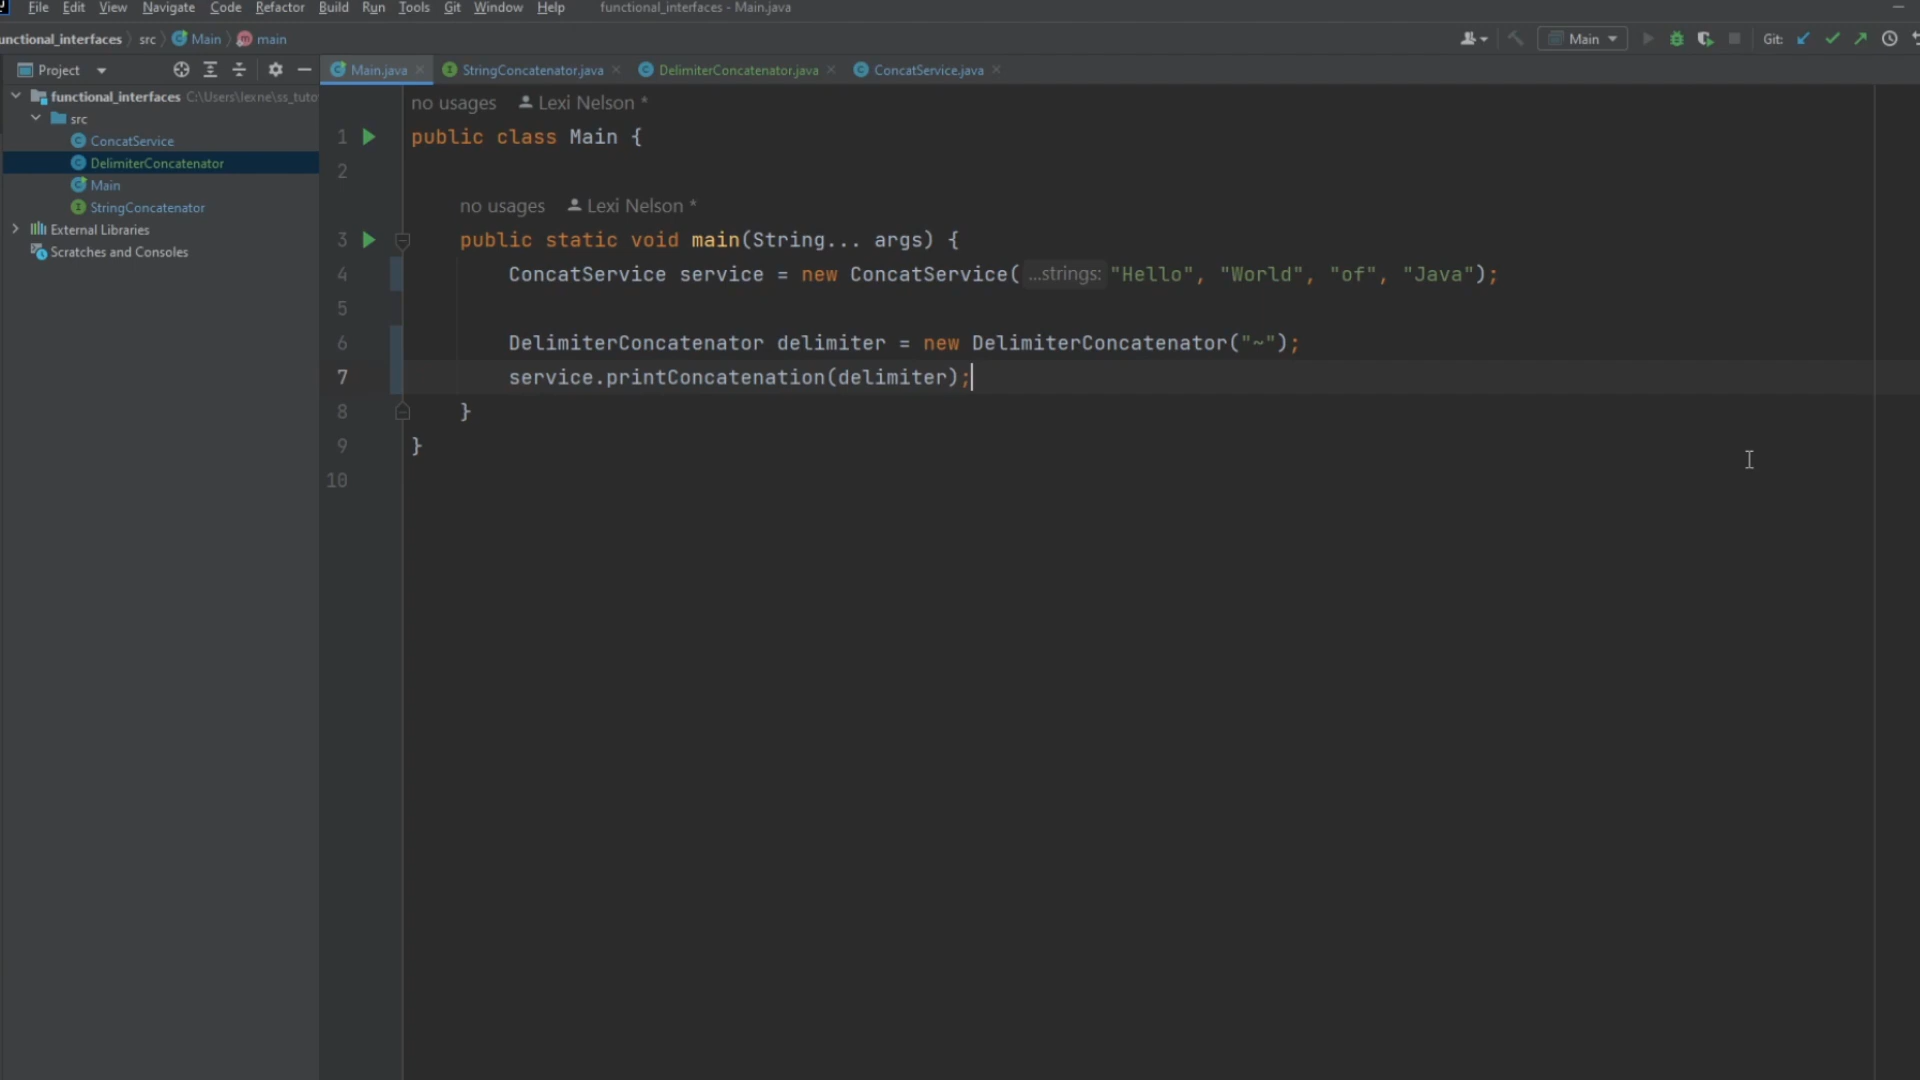 File Edit View Navigate Code Refactor Build Run Tools Git Window Help functional_interfaces - Main.java
unctional_interfaces src Main main Main Git:
Project Main.java StringConcatenator.java DelimiterConcatenator.java ConcatService.java
functional_interfaces C:\Users\lexne\ss_tuto
src
ConcatService
DelimiterConcatenator
Main
StringConcatenator
External Libraries
Scratches and Consoles
no usages Lexi Nelson *
1 public class Main {
2
no usages Lexi Nelson *
3 public static void main(String... args) {
4 ConcatService service = new ConcatService( ...strings: "Hello", "World", "of", "Java");
5
6 DelimiterConcatenator delimiter = new DelimiterConcatenator("~");
7 service.printConcatenation(delimiter);
8 }
9 }
10